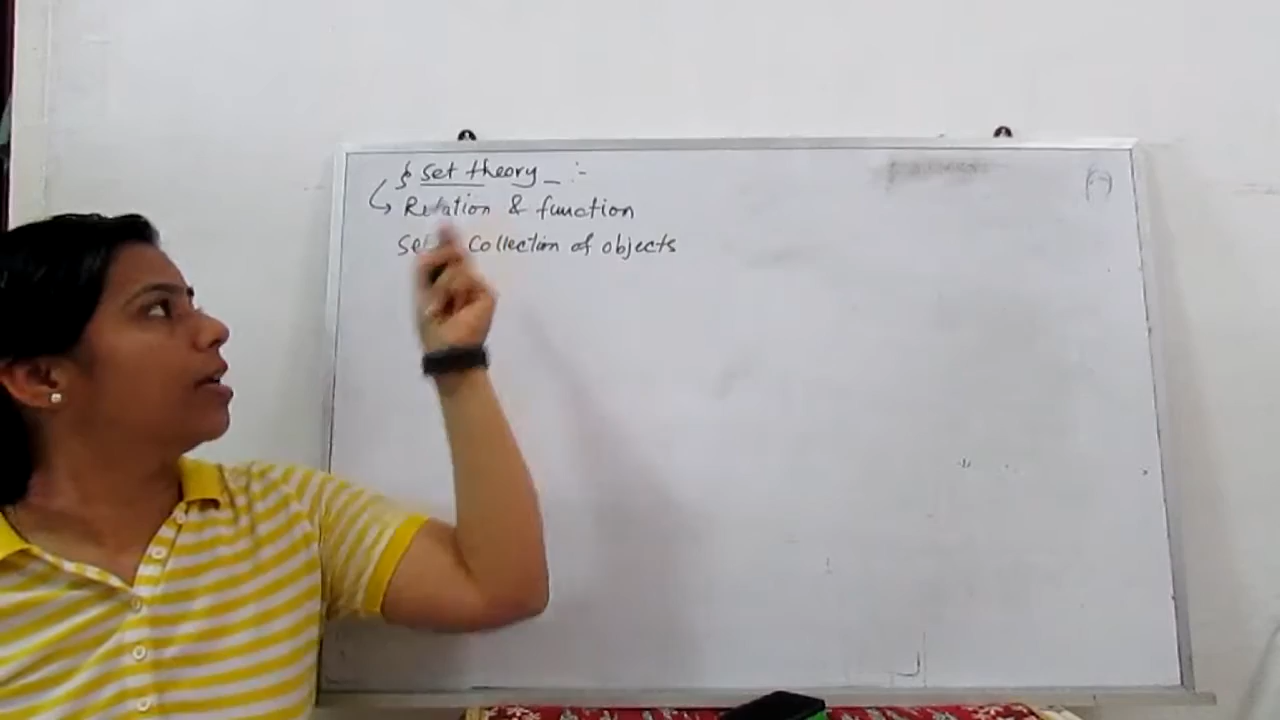 § Set theory :-
Relation & function
Set Collection of objects